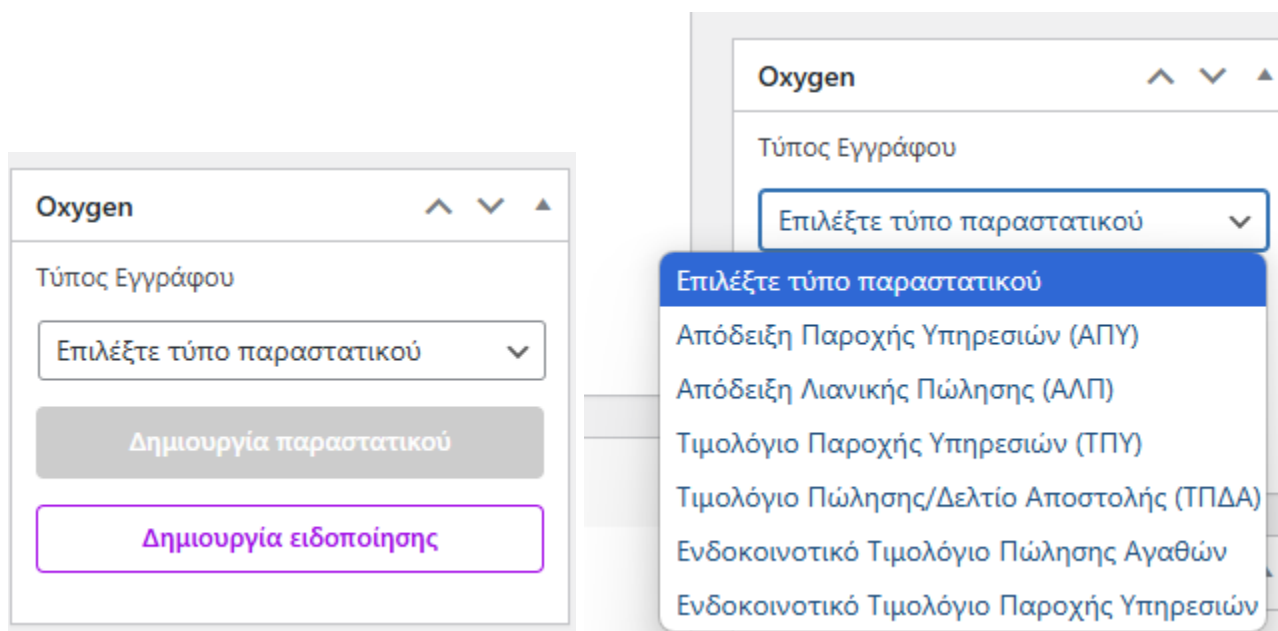 Oxygen
Τύπος Εγγράφου
Επιλέξτε τύπο παραστατικού
Δημιουργία παραστατικού
Δημιουργία ειδοποίησης
Oxygen
Τύπος Εγγράφου
Επιλέξτε τύπο παραστατικού
Επιλέξτε τύπο παραστατικού
Απόδειξη Παροχής Υπηρεσιών (ΑΠΥ)
Απόδειξη Λιανικής Πώλησης (ΑΛΠ)
Τιμολόγιο Παροχής Υπηρεσιών (ΤΠΥ)
Τιμολόγιο Πώλησης/Δελτίο Αποστολής (ΤΠΔΑ)
Ενδοκοινοτικό Τιμολόγιο Πώλησης Αγαθών
Ενδοκοινοτικό Τιμολόγιο Παροχής Υπηρεσιών